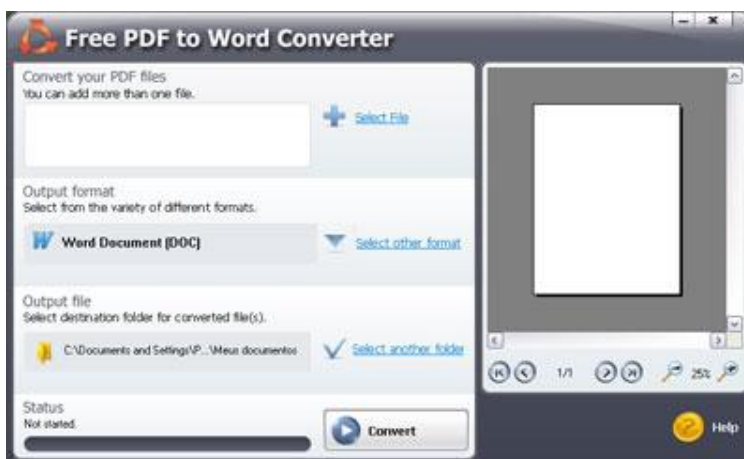 Free PDF to Word Converter
Convert your PDF files
You can add more than one file.
Select File
Output format
Select from the variety of different formats.
Word Document (DOC)
Select other format
Output file
Select destination folder for converted file(s).
C:\Documents and Settings\P...\Meus documentos
Select another folder
1/1
25%
Status
Not started.
Convert
Help